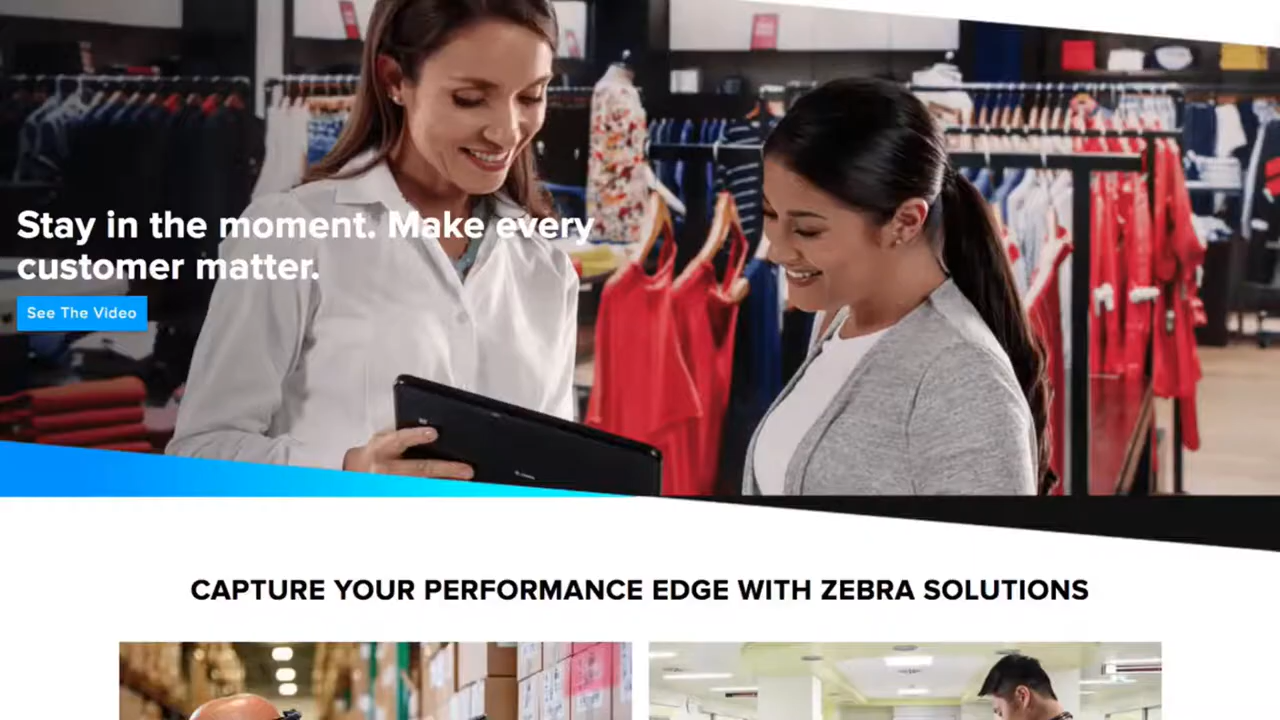 Stay in the moment. Make every
customer matter.
See The Video
CAPTURE YOUR PERFORMANCE EDGE WITH ZEBRA SOLUTIONS